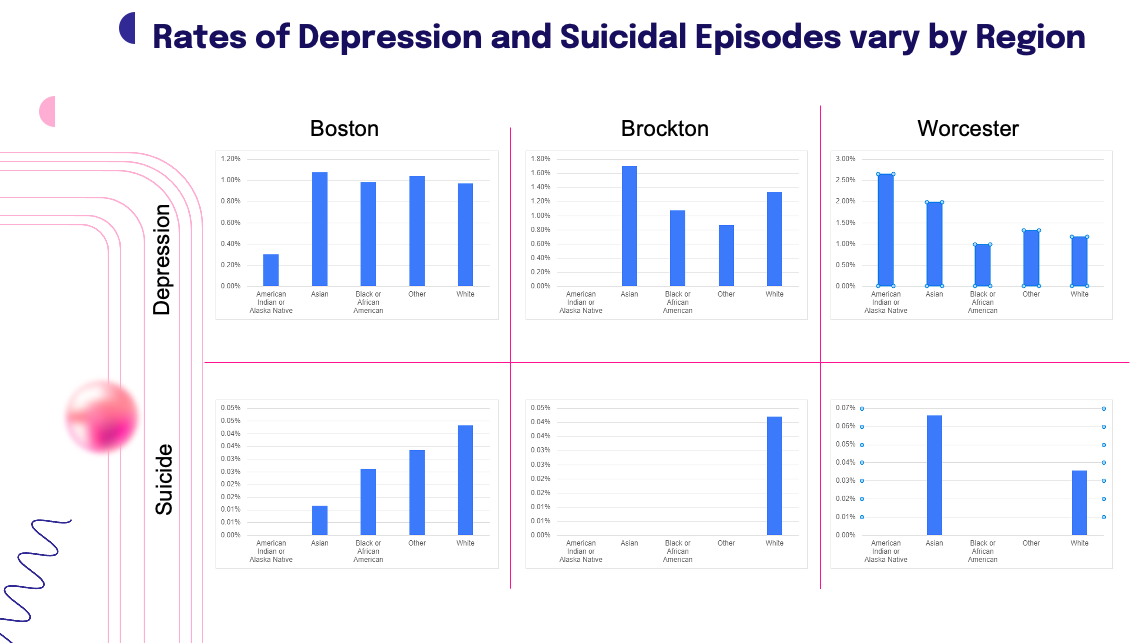 Rates of Depression and Suicidal Episodes vary by Region
Boston
Brockton
Worcester
Depression
1.20%
1.00%
0.80%
0.60%
0.40%
0.20%
0.00%
American
Indian or
Alaska Native
Asian
Black or
African
American
Other
White
1.80%
1.60%
1.40%
1.20%
1.00%
0.80%
0.60%
0.40%
0.20%
0.00%
American
Indian or
Alaska Native
Asian
Black or
African
American
Other
White
3.00%
2.50%
2.00%
1.50%
1.00%
0.50%
0.00%
American
Indian or
Alaska Native
Asian
Black or
African
American
Other
White
Suicide
0.05%
0.05%
0.04%
0.04%
0.03%
0.03%
0.02%
0.02%
0.01%
0.01%
0.00%
American
Indian or
Alaska Native
Asian
Black or
African
American
Other
White
0.05%
0.04%
0.04%
0.03%
0.03%
0.02%
0.02%
0.01%
0.01%
0.00%
American
Indian or
Alaska Native
Asian
Black or
African
American
Other
White
0.07%
0.06%
0.05%
0.04%
0.03%
0.02%
0.01%
0.00%
American
Indian or
Alaska Native
Asian
Black or
African
American
Other
White